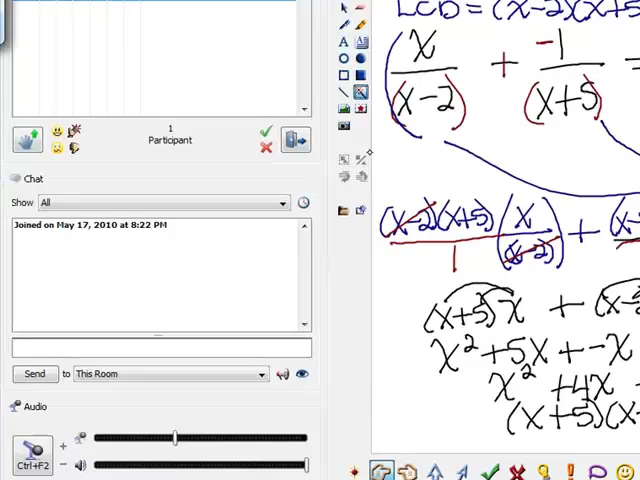 1
Participant
Chat
Show All
Joined on May 17, 2010 at 8:22 PM
Send to This Room
Audio
Ctrl+F2
LCD = (x-2)(x+5
x + -1 =
(x-2) (x+5)
(x-2)(x+5) (x + (x-
1 (x-2))
(x+5)x + (x-2
x² +5x + -x
x² +4x
(x+5)(x-